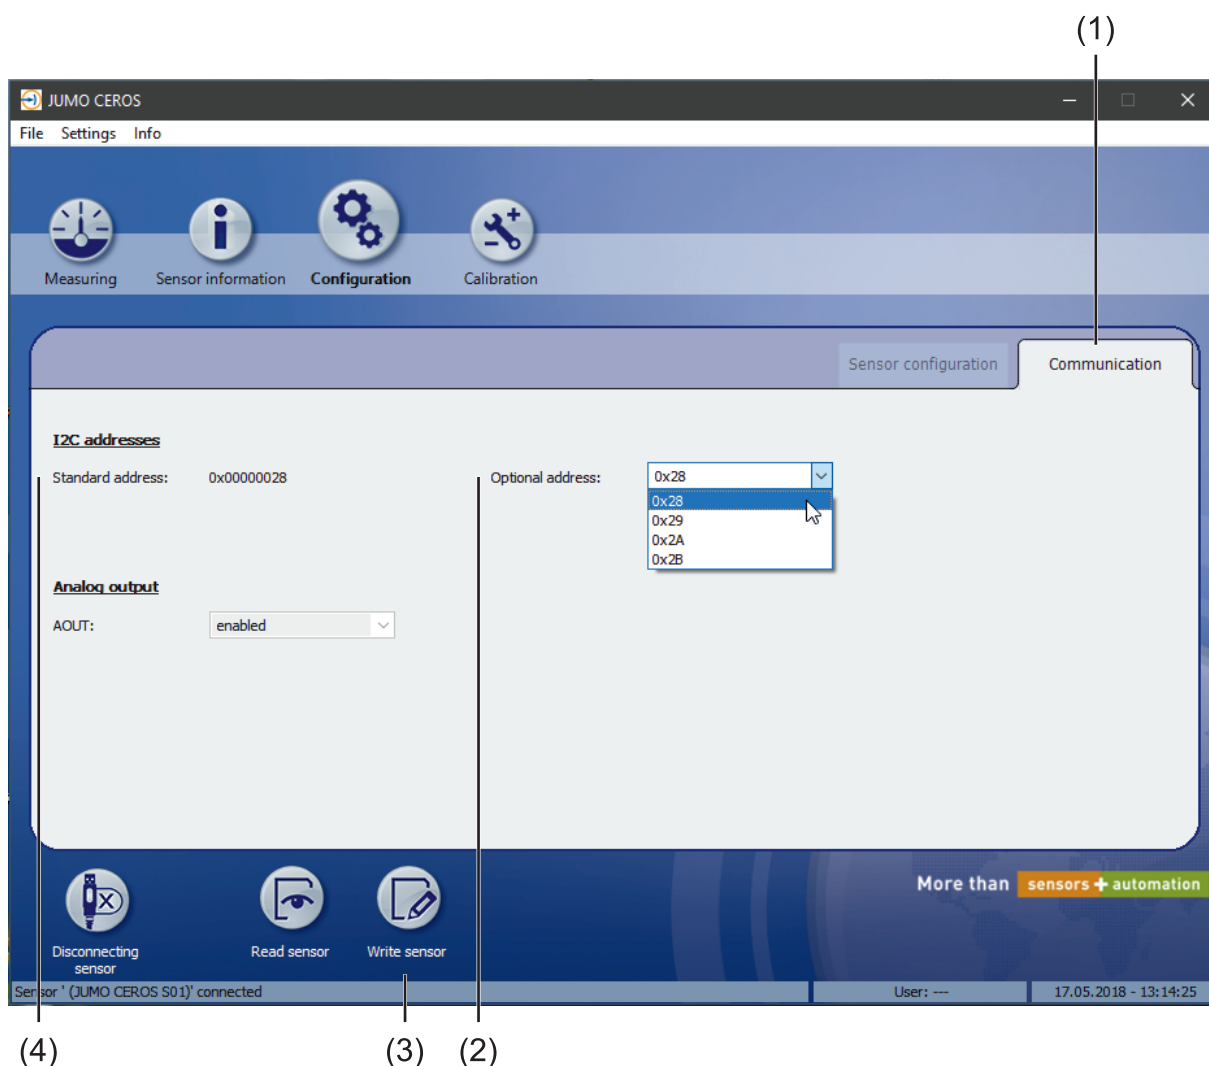 (1)
JUMO CEROS
File Settings Info
Measuring Sensor information Configuration Calibration
Sensor configuration Communication
I2C addresses
Standard address: 0x00000028 Optional address: 0x28
0x28
0x29
0x2A
0x2B
Analog output
AOUT: enabled
More than sensors + automation
Disconnecting sensor Read sensor Write sensor
Sensor ' (JUMO CEROS S01)' connected User: --- 17.05.2018 - 13:14:25
(4) (3) (2)